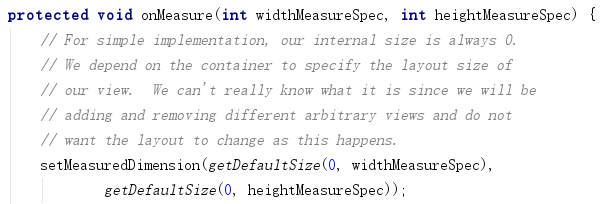 protected void onMeasure(int widthMeasureSpec, int heightMeasureSpec) {
// For simple implementation, our internal size is always 0.
// We depend on the container to specify the layout size of
// our view.  We can't really know what it is since we will be
// adding and removing different arbitrary views and do not
// want the layout to change as this happens.
setMeasuredDimension(getDefaultSize(0, widthMeasureSpec),
getDefaultSize(0, heightMeasureSpec));